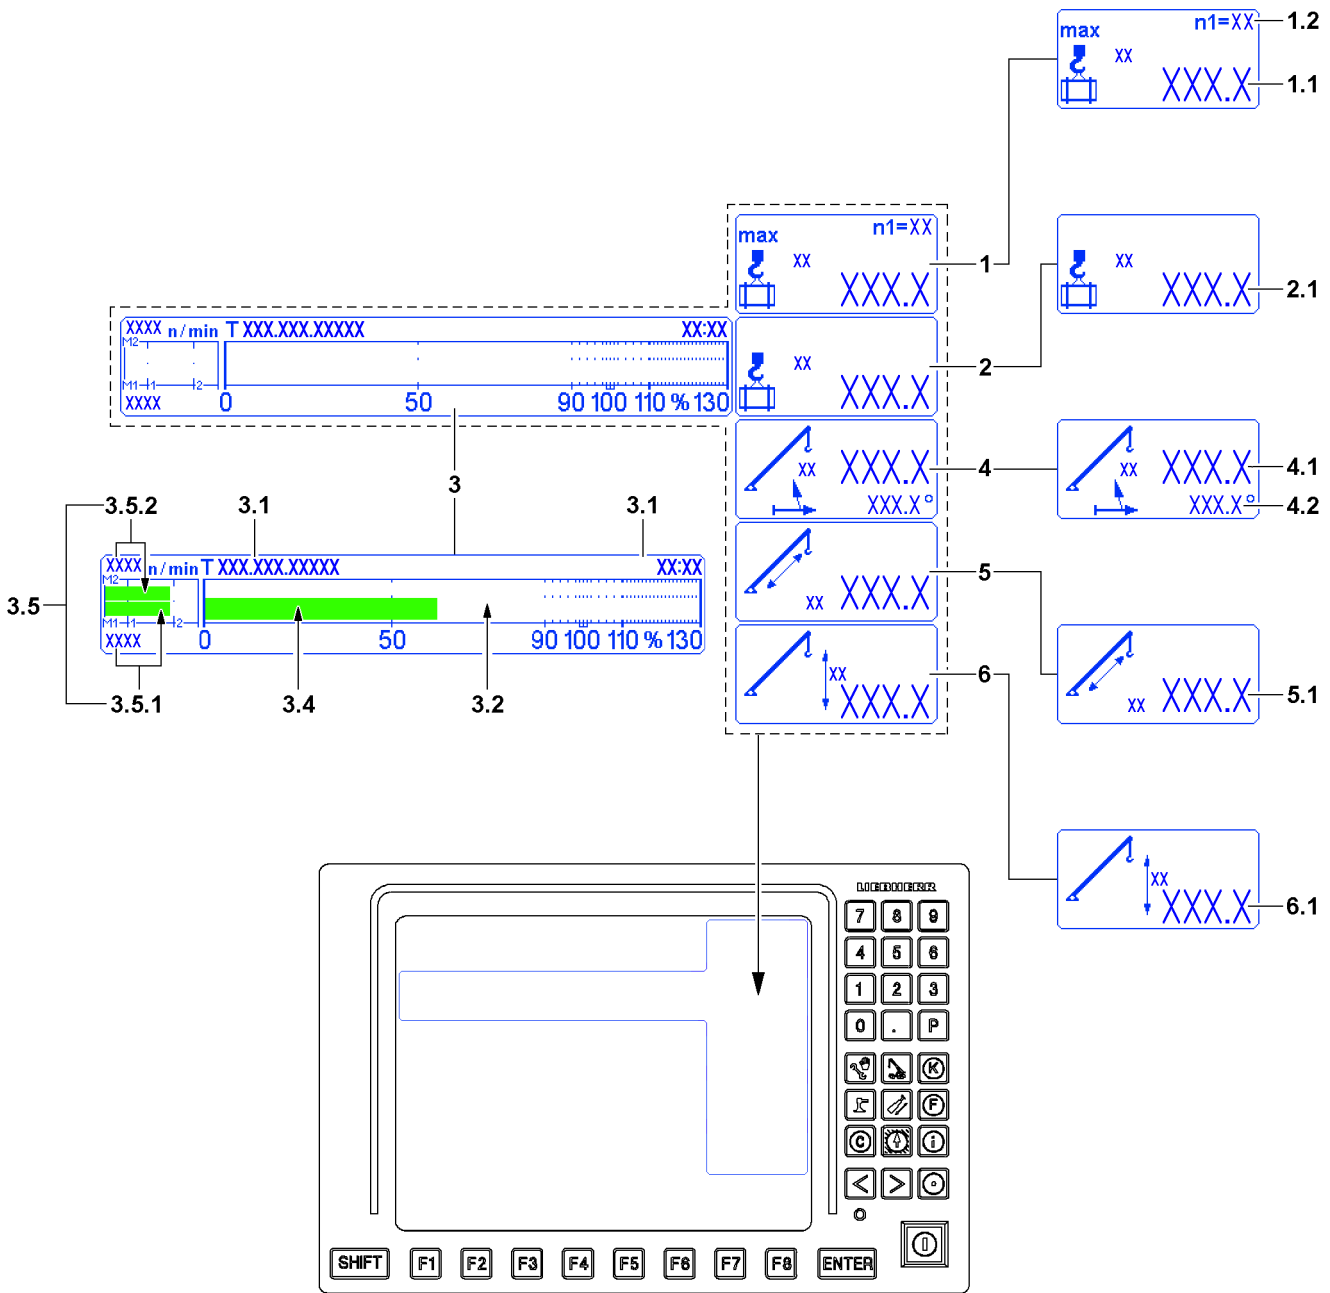 n1=XX 1.2
max
XX
XXX.X 1.1
n1=XX
max
XX 1
XXX.X
XX
XXX.X 2.1
XXXX n/min T XXX.XXX.XXXXX XX:XX
M2
M1 1 2
XXXX 0 50 90 100 110 % 130
XX 2
XXX.X
XX XXX.X 4
XXX.X°
XX XXX.X 4.1
XXX.X° 4.2
3
3.5.2 3.1 3.1
XXXX n/min T XXX.XXX.XXXXX XX:XX
M2
3.5
M1 1 2
XXXX 0 50 90 100 110 % 130
3.5.1 3.4 3.2
5
XX XXX.X
XX 6
XXX.X
XX XXX.X 5.1
XX
XXX.X 6.1
LIEBHERR
7 8 9
4 5 6
1 2 3
0 . P
K
F
C i
< >
SHIFT F1 F2 F3 F4 F5 F6 F7 F8 ENTER